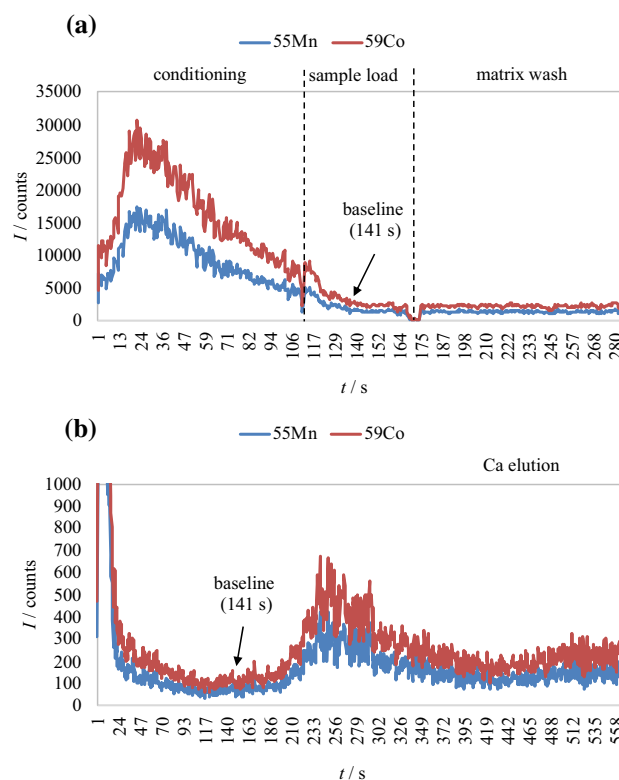 (a)
55Mn 59Co
conditioning sample load matrix wash
35000
30000
25000
20000
15000
10000
5000
0
I / counts
baseline
(141 s)
1 13 24 36 47 59 71 82 94 106 117 129 140 152 164 175 187 198 210 222 233 245 257 268 280
t / s
(b)
55Mn 59Co
Ca elution
1000
900
800
700
600
500
400
300
200
100
0
I / counts
baseline
(141 s)
1 24 47 70 93 117 140 163 186 210 233 256 279 302 326 349 372 395 419 442 465 488 512 535 558
t / s